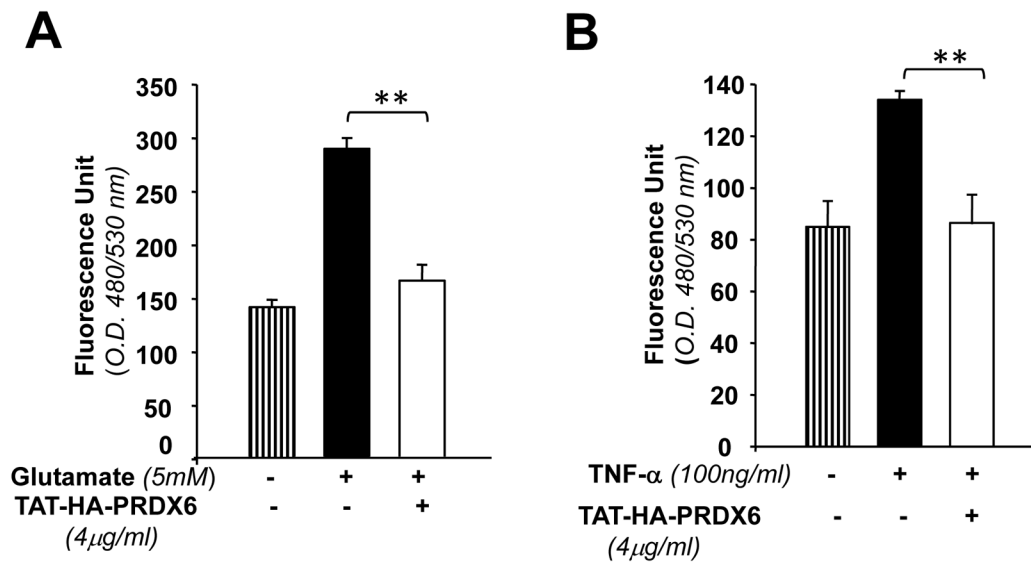 A
Fluorescence Unit
(O.D. 480/530 nm)
350
300
250
200
150
100
50
0
**
Glutamate (5mM) - + +
TAT-HA-PRDX6 - - +
(4μg/ml)
B
Fluorescence Unit
(O.D. 480/530 nm)
140
120
100
80
60
40
20
0
**
TNF-α (100ng/ml) - + +
TAT-HA-PRDX6 - - +
(4μg/ml)